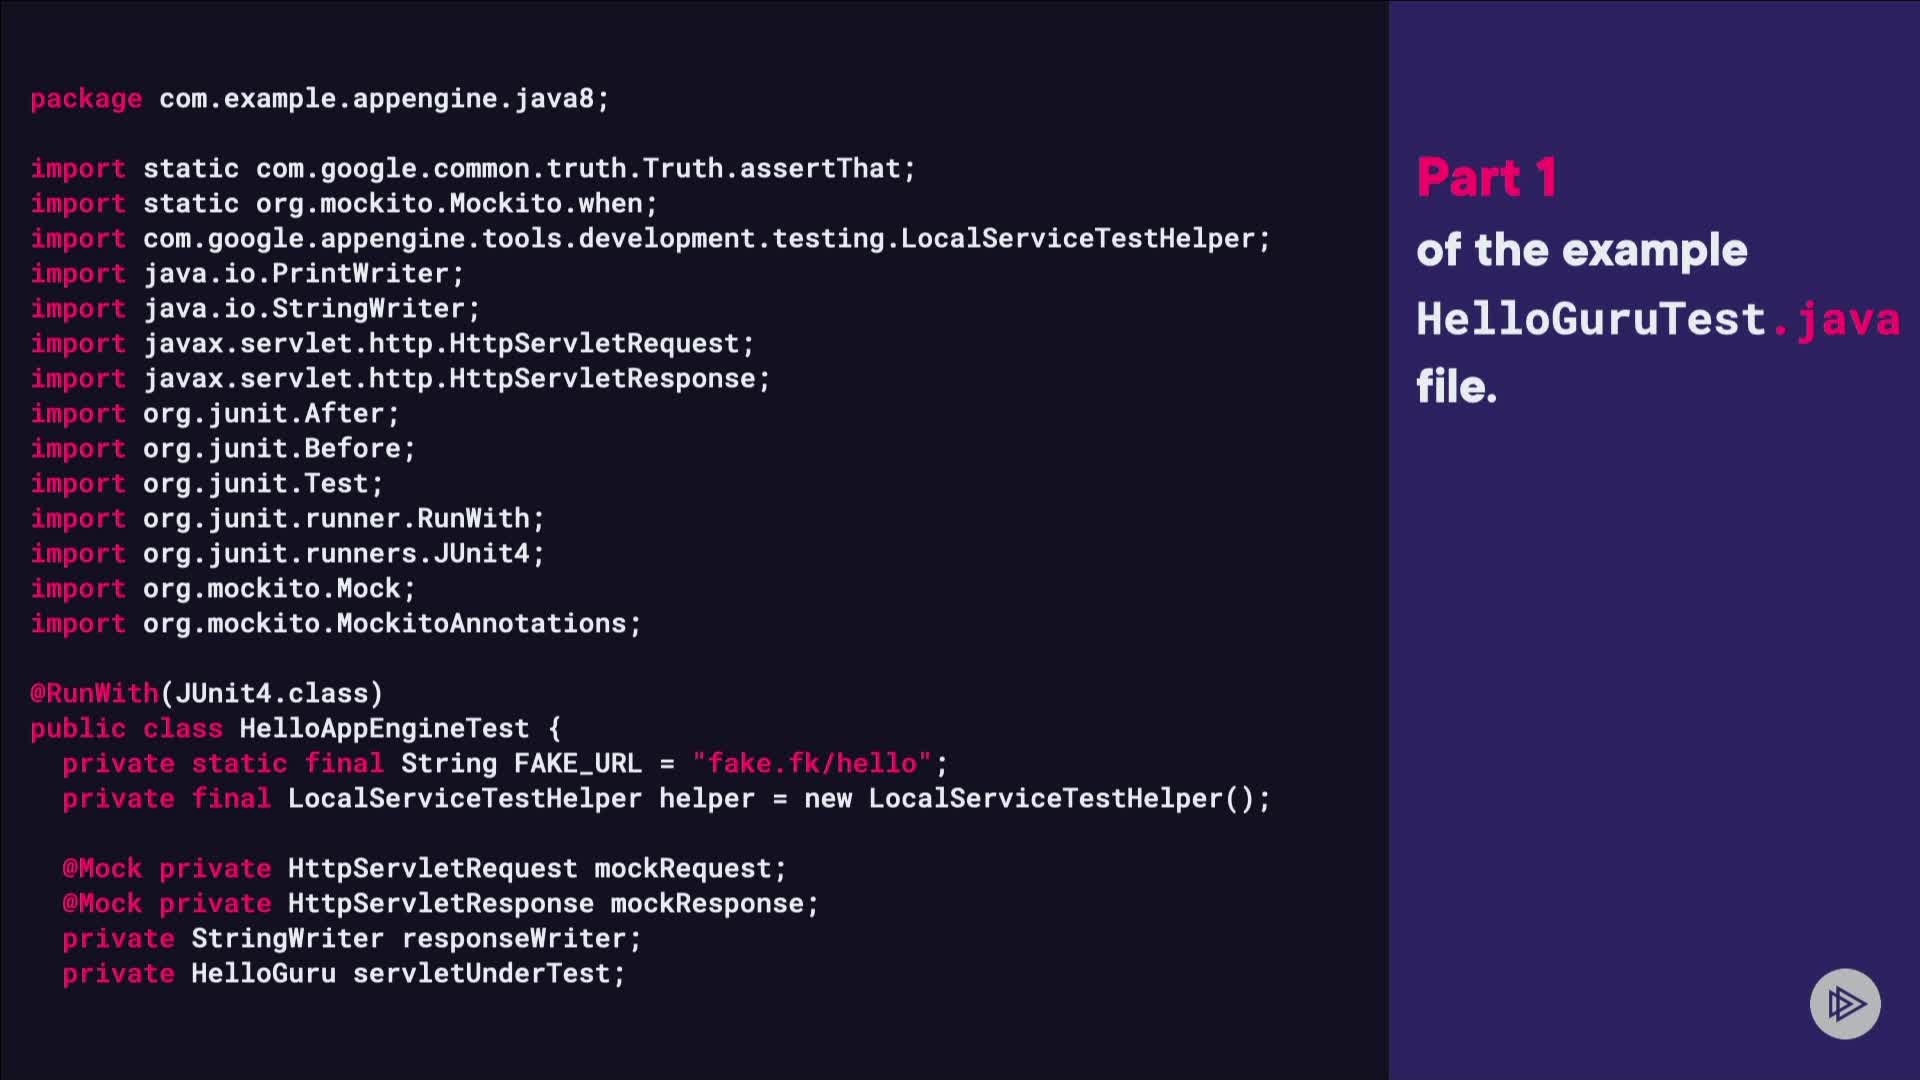 package com.example.appengine.java8;
import static com.google.common.truth.Truth.assertThat;
import static org.mockito.Mockito.when;
import com.google.appengine.tools.development.testing.LocalServiceTestHelper;
import java.io.PrintWriter;
import java.io.StringWriter;
import javax.servlet.http.HttpServletRequest;
import javax.servlet.http.HttpServletResponse;
import org.junit.After;
import org.junit.Before;
import org.junit.Test;
import org.junit.runner.RunWith;
import org.junit.runners.JUnit4;
import org.mockito.Mock;
import org.mockito.MockitoAnnotations;
@RunWith(JUnit4.class)
public class HelloAppEngineTest {
  private static final String FAKE_URL = "fake.fk/hello";
  private final LocalServiceTestHelper helper = new LocalServiceTestHelper();
  @Mock private HttpServletRequest mockRequest;
  @Mock private HttpServletResponse mockResponse;
  private StringWriter responseWriter;
  private HelloGuru servletUnderTest;
Part 1
of the example
HelloGuruTest.java
file.